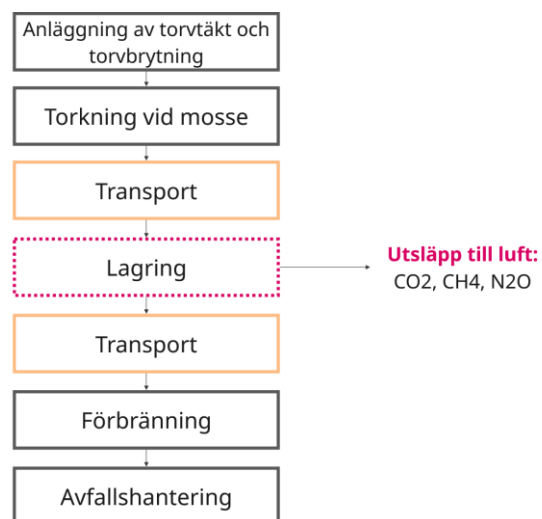 Anläggning av torvtäkt och
torvbrytning
Torkning vid mosse
Transport
Lagring
Utsläpp till luft:
CO2, CH4, N2O
Transport
Förbränning
Avfallshantering